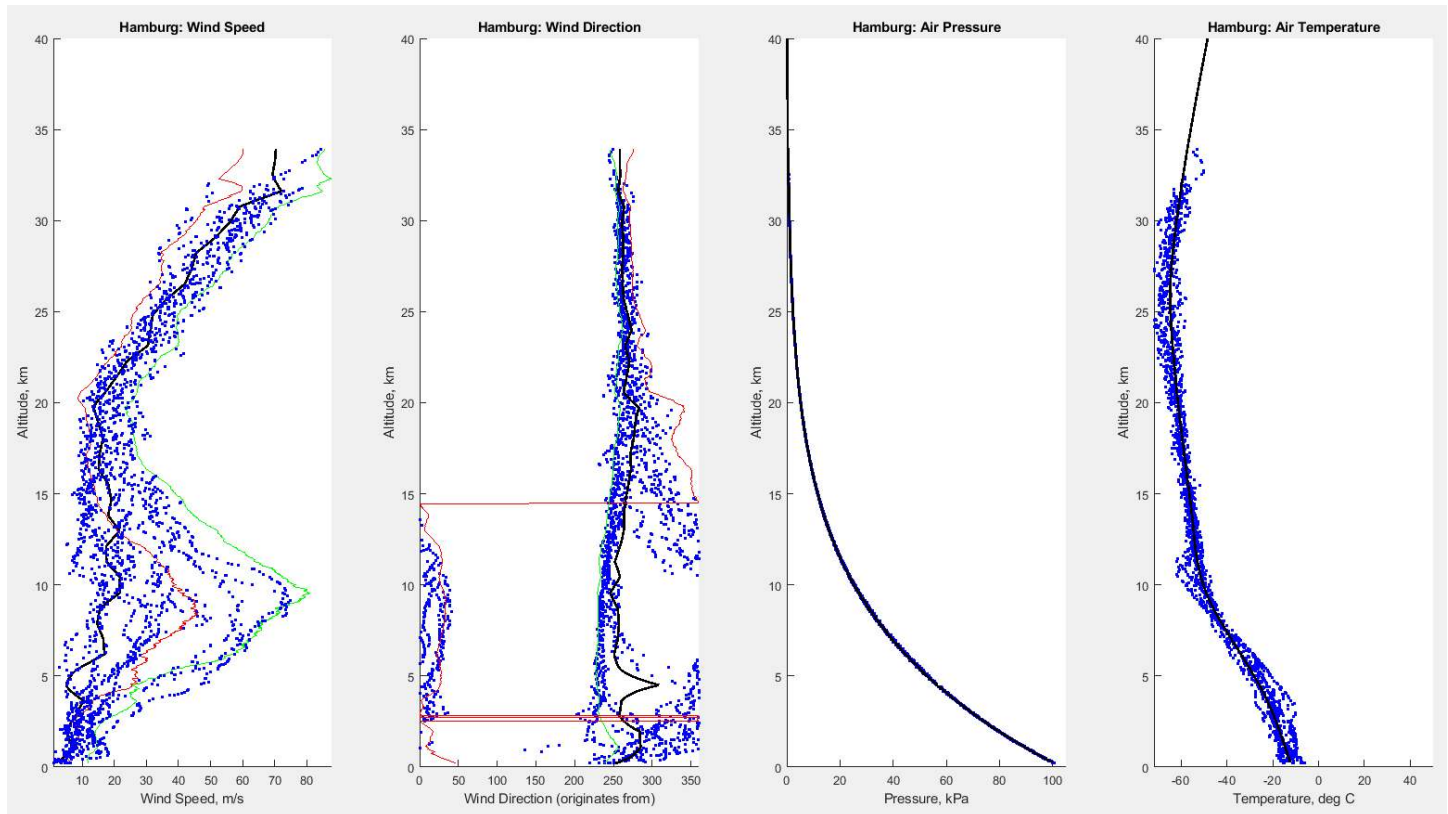 Hamburg: Wind Speed
40
35
30
25
20
15
10
5
0
Altitude, km
10 20 30 40 50 60 70 80
Wind Speed, m/s
Hamburg: Wind Direction
40
35
30
25
20
15
10
5
0
Altitude, km
0 50 100 150 200 250 300 350
Wind Direction (originates from)
Hamburg: Air Pressure
40
35
30
25
20
15
10
5
0
Altitude, km
0 20 40 60 80 100
Pressure, kPa
Hamburg: Air Temperature
40
35
30
25
20
15
10
5
0
Altitude, km
-60 -40 -20 0 20 40
Temperature, deg C